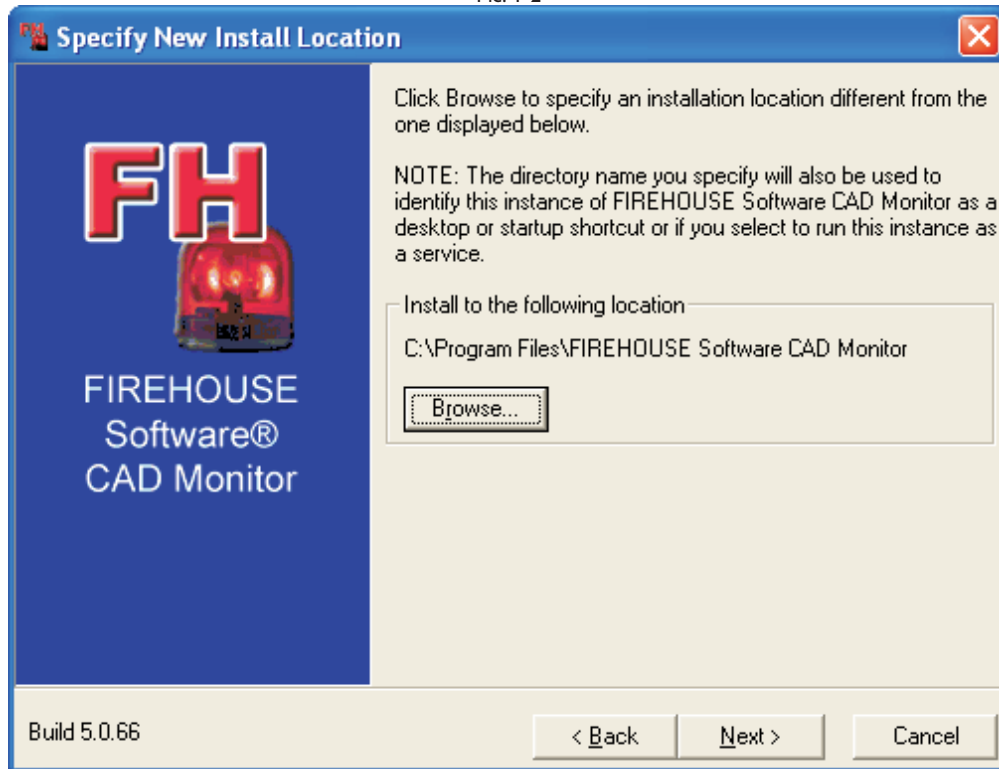 Specify New Install Location
Click Browse to specify an installation location different from the
one displayed below.
NOTE: The directory name you specify will also be used to
identify this instance of FIREHOUSE Software CAD Monitor as a
desktop or startup shortcut or if you select to run this instance as
a service.
FH
FIREHOUSE
Software®
CAD Monitor
Install to the following location
C:\Program Files\FIREHOUSE Software CAD Monitor
Browse...
Build 5.0.66
< Back
Next >
Cancel